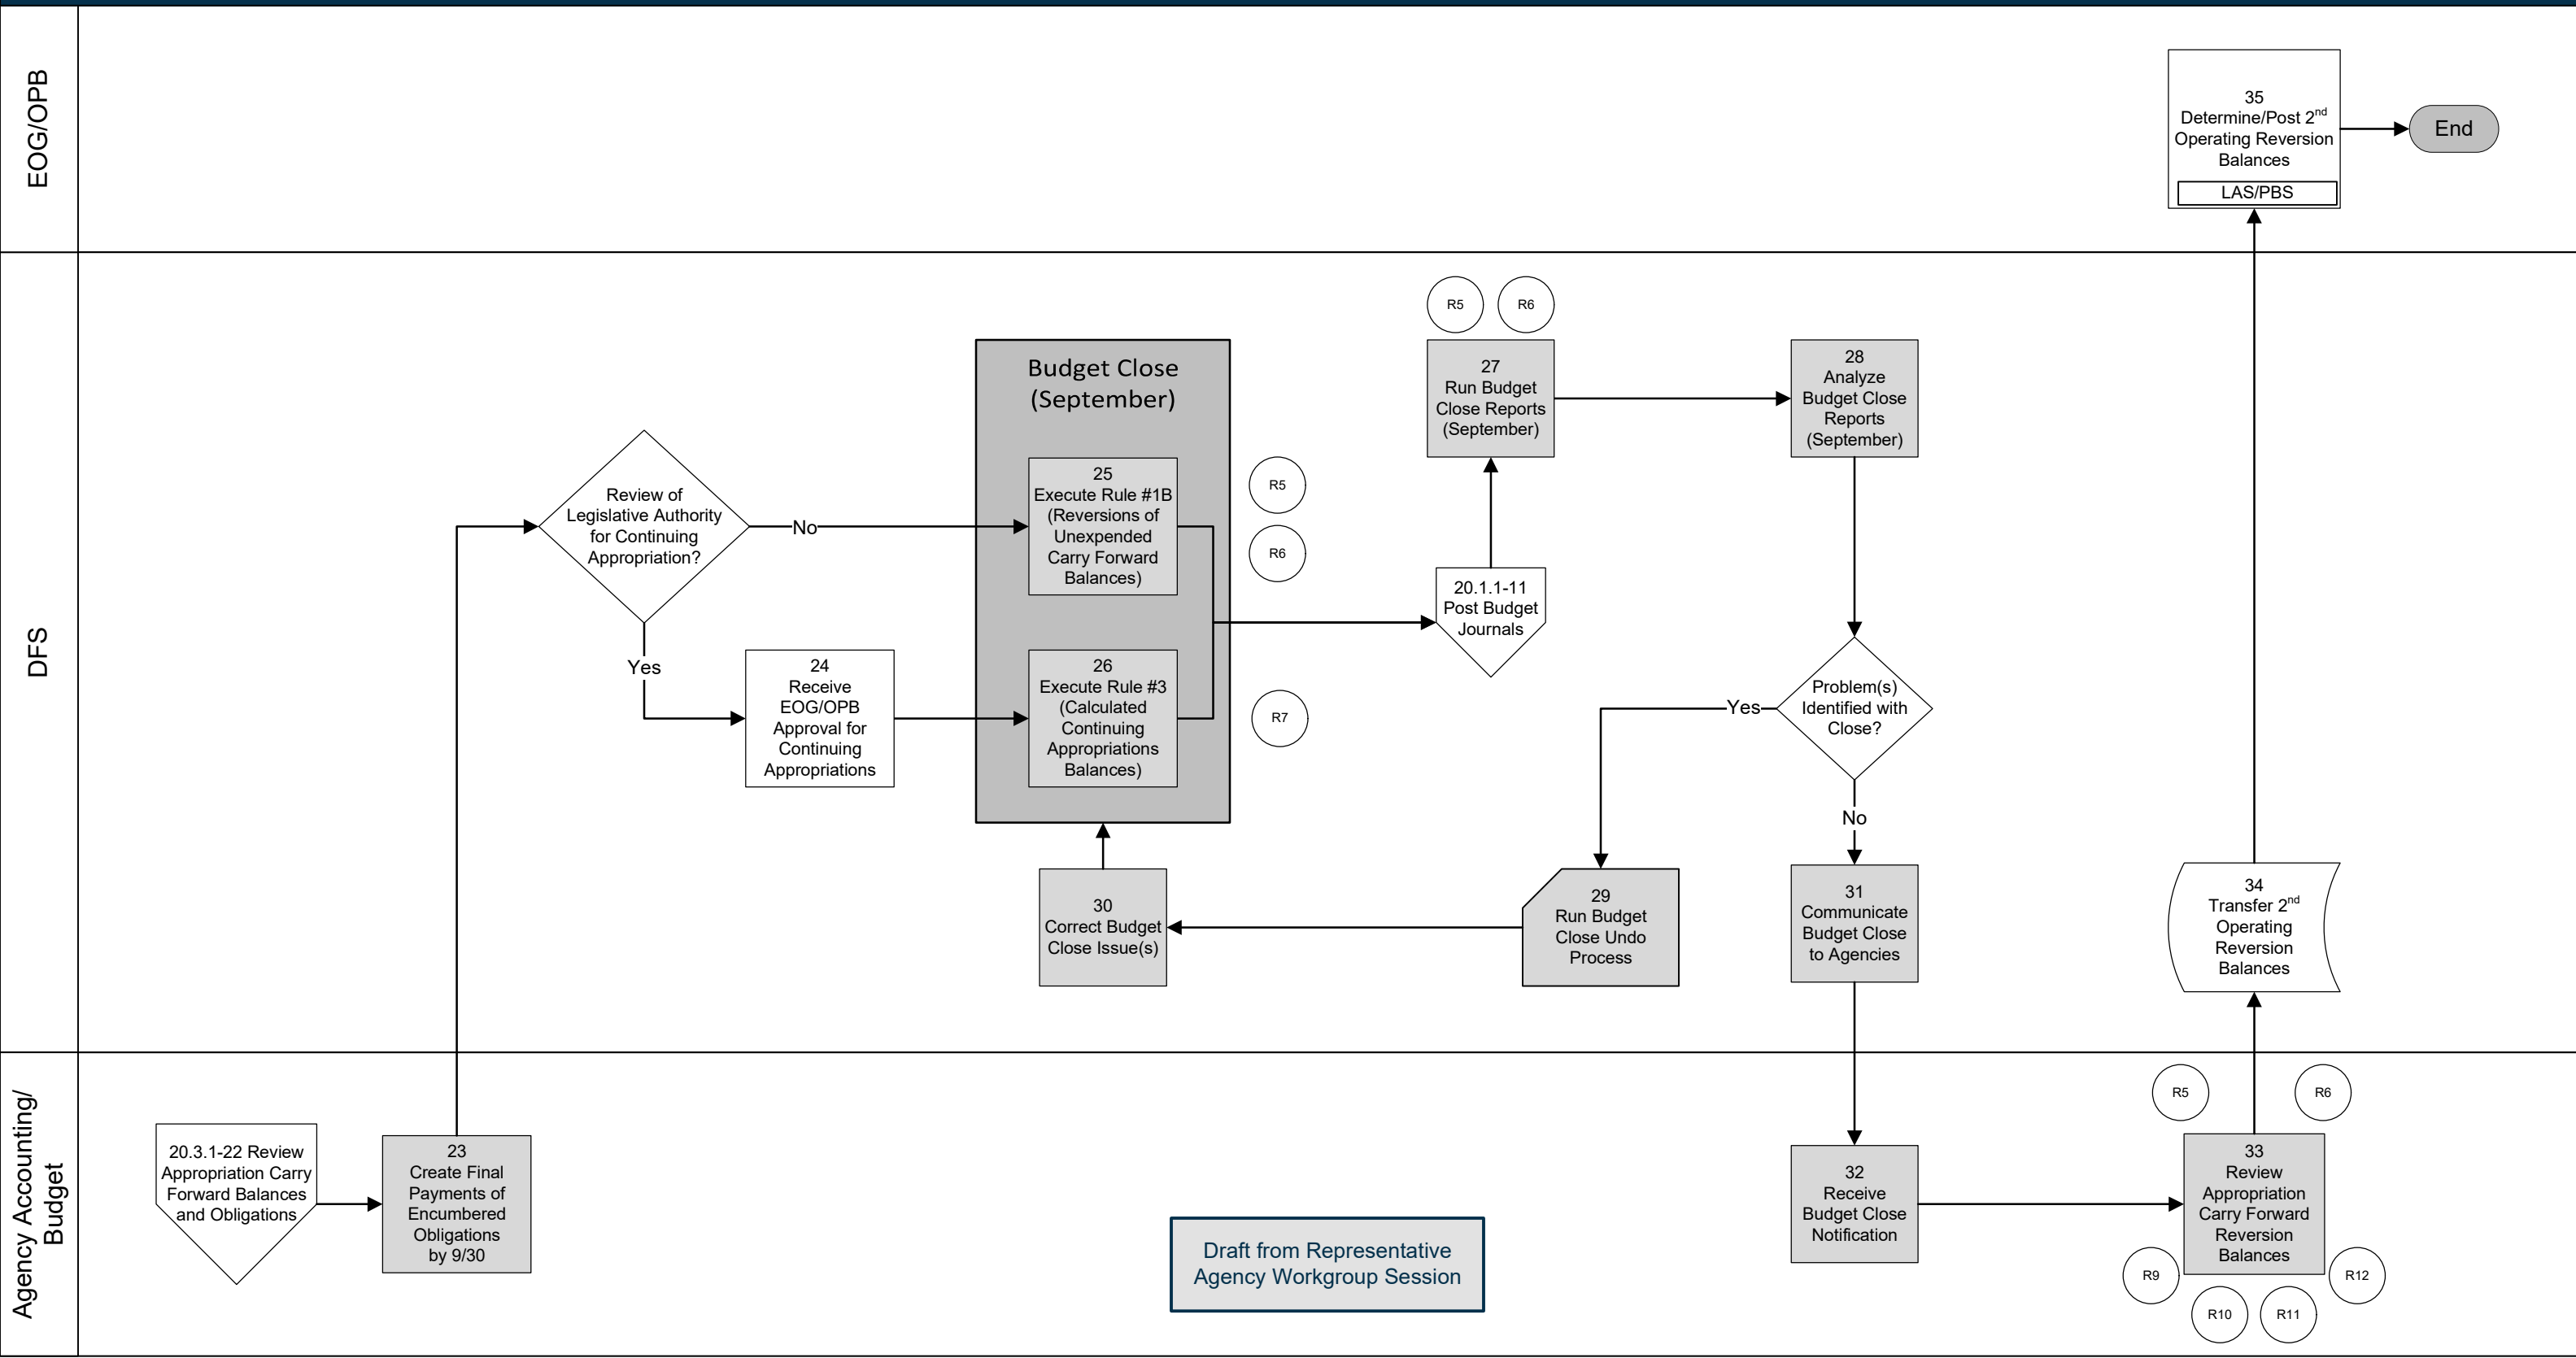 EOG/OPB
35
Determine/Post 2nd
Operating Reversion
Balances
LAS/PBS
End
DFS
Review of
Legislative Authority
for Continuing
Appropriation?
No
Yes
24
Receive
EOG/OPB
Approval for
Continuing
Appropriations
Budget Close
(September)
25
Execute Rule #1B
(Reversions of
Unexpended
Carry Forward
Balances)
R5
R6
26
Execute Rule #3
(Calculated
Continuing
Appropriations
Balances)
R7
20.1.1-11
Post Budget
Journals
R5
R6
27
Run Budget
Close Reports
(September)
28
Analyze
Budget Close
Reports
(September)
Problem(s)
Identified with
Close?
Yes
No
29
Run Budget
Close Undo
Process
30
Correct Budget
Close Issue(s)
31
Communicate
Budget Close
to Agencies
34
Transfer 2nd
Operating
Reversion
Balances
Agency Accounting/
Budget
20.3.1-22 Review
Appropriation Carry
Forward Balances
and Obligations
23
Create Final
Payments of
Encumbered
Obligations
by 9/30
Draft from Representative
Agency Workgroup Session
32
Receive
Budget Close
Notification
R5
R6
33
Review
Appropriation
Carry Forward
Reversion
Balances
R9
R10
R11
R12